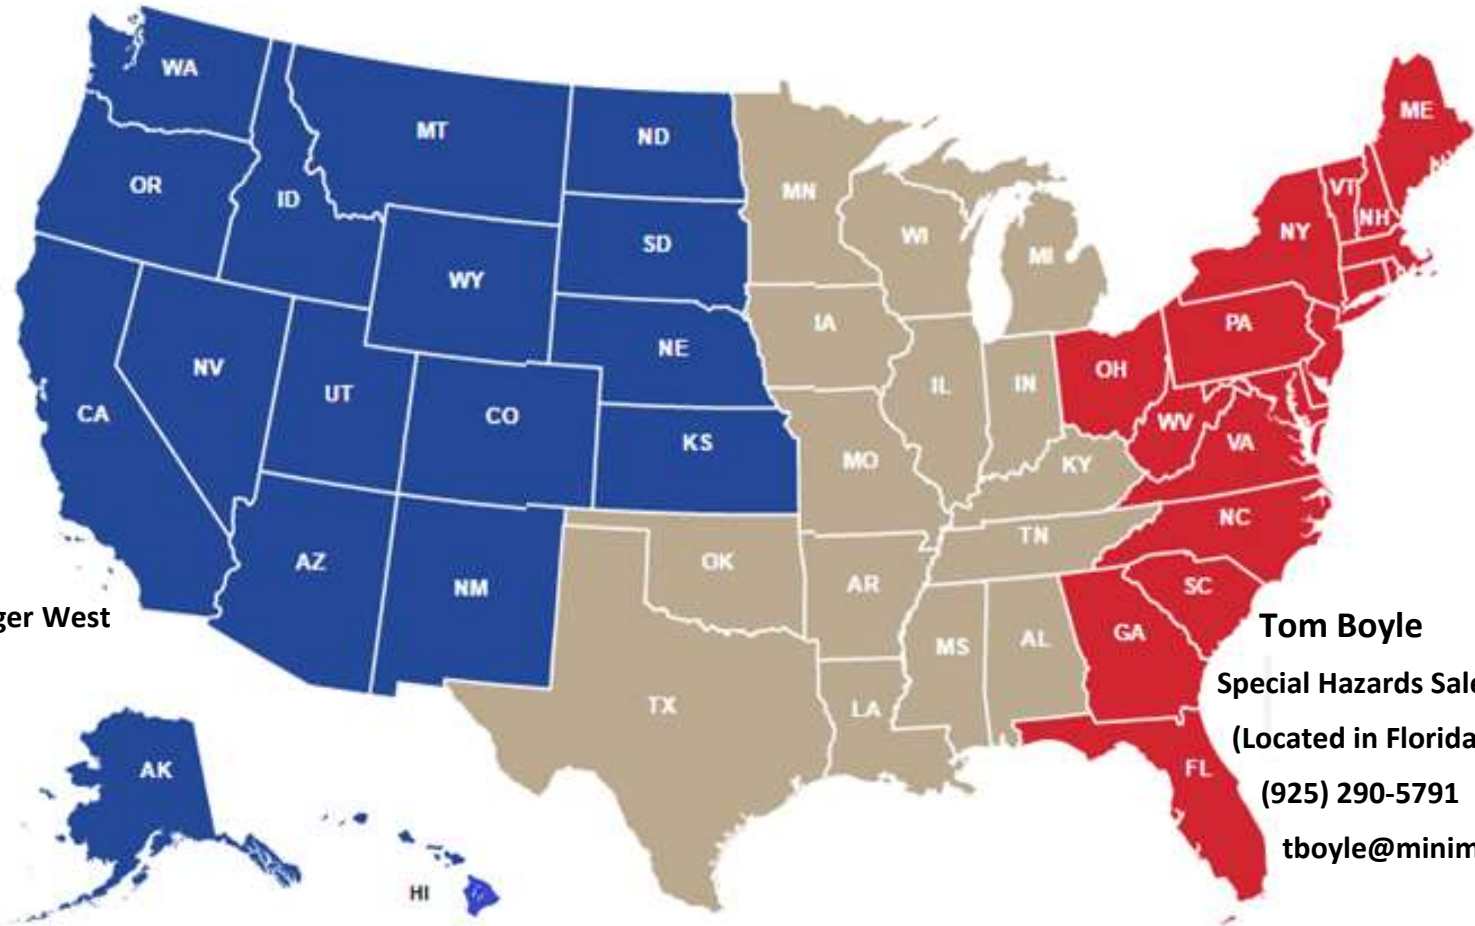 WA
MT
ND
ME
OR
ID
MN
VT
NH
WI
NY
SD
MI
WY
IA
PA
NE
NV
UT
OH
IL
IN
CA
CO
WV
KS
VA
MO
KY
NC
TN
AZ
OK
NM
AR
SC
ger West
Tom Boyle
GA
MS
AL
Special Hazards Sale
TX
LA
(Located in Florida
AK
FL
(925) 290-5791
tboyle@minim
HI